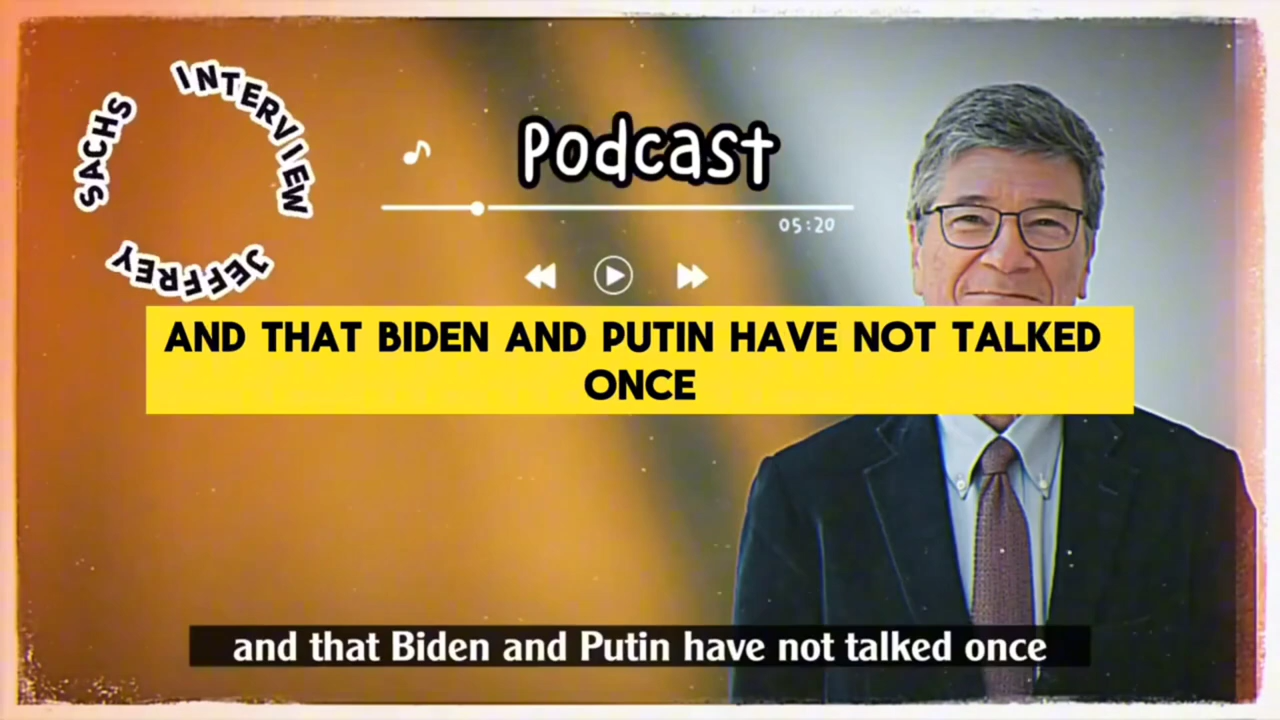 INTERVIEW
JEFFREY
SACHS
Podcast
05:20
AND THAT BIDEN AND PUTIN HAVE NOT TALKED
ONCE
and that Biden and Putin have not talked once